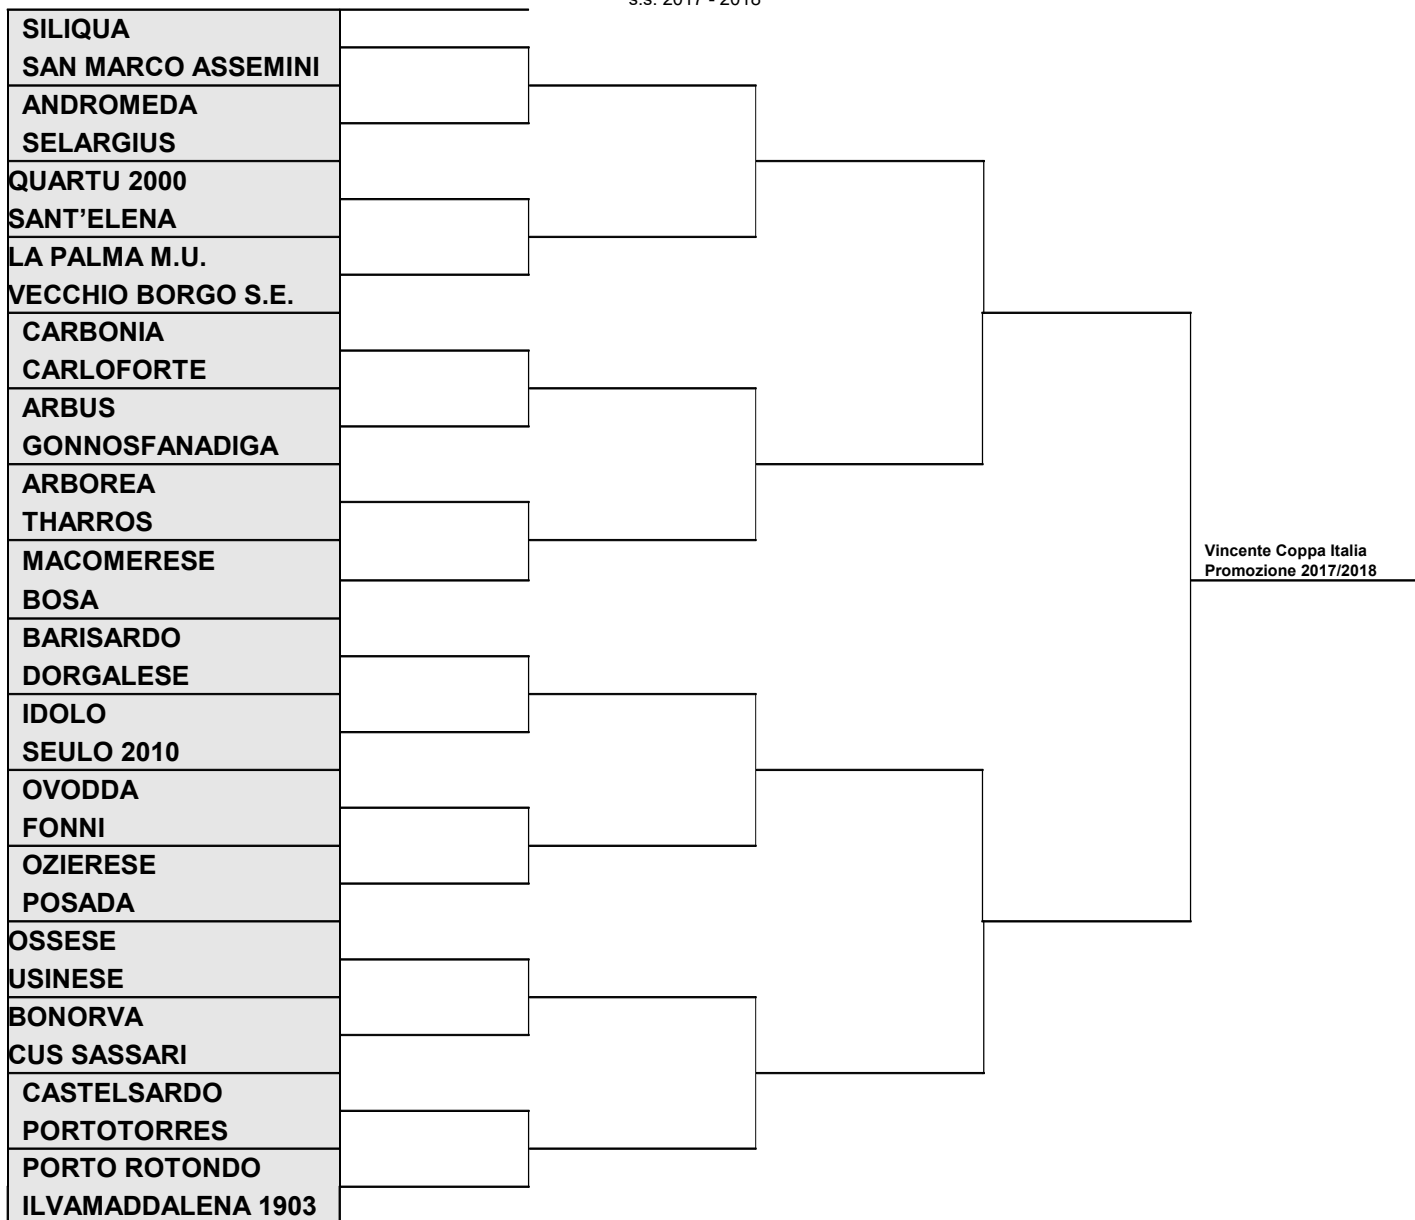 s.s. 2017 - 2018
SILIQUA
SAN MARCO ASSEMINI
ANDROMEDA
SELARGIUS
QUARTU 2000
SANT’ELENA
LA PALMA M.U.
VECCHIO BORGO S.E.
CARBONIA
CARLOFORTE
ARBUS
GONNOSFANADIGA
ARBOREA
THARROS
MACOMERESE
BOSA
BARISARDO
DORGALESE
IDOLO
SEULO 2010
OVODDA
FONNI
OZIERESE
POSADA
OSSESE
USINESE
BONORVA
CUS SASSARI
CASTELSARDO
PORTOTORRES
PORTO ROTONDO
ILVAMADDALENA 1903
Vincente Coppa Italia
Promozione 2017/2018